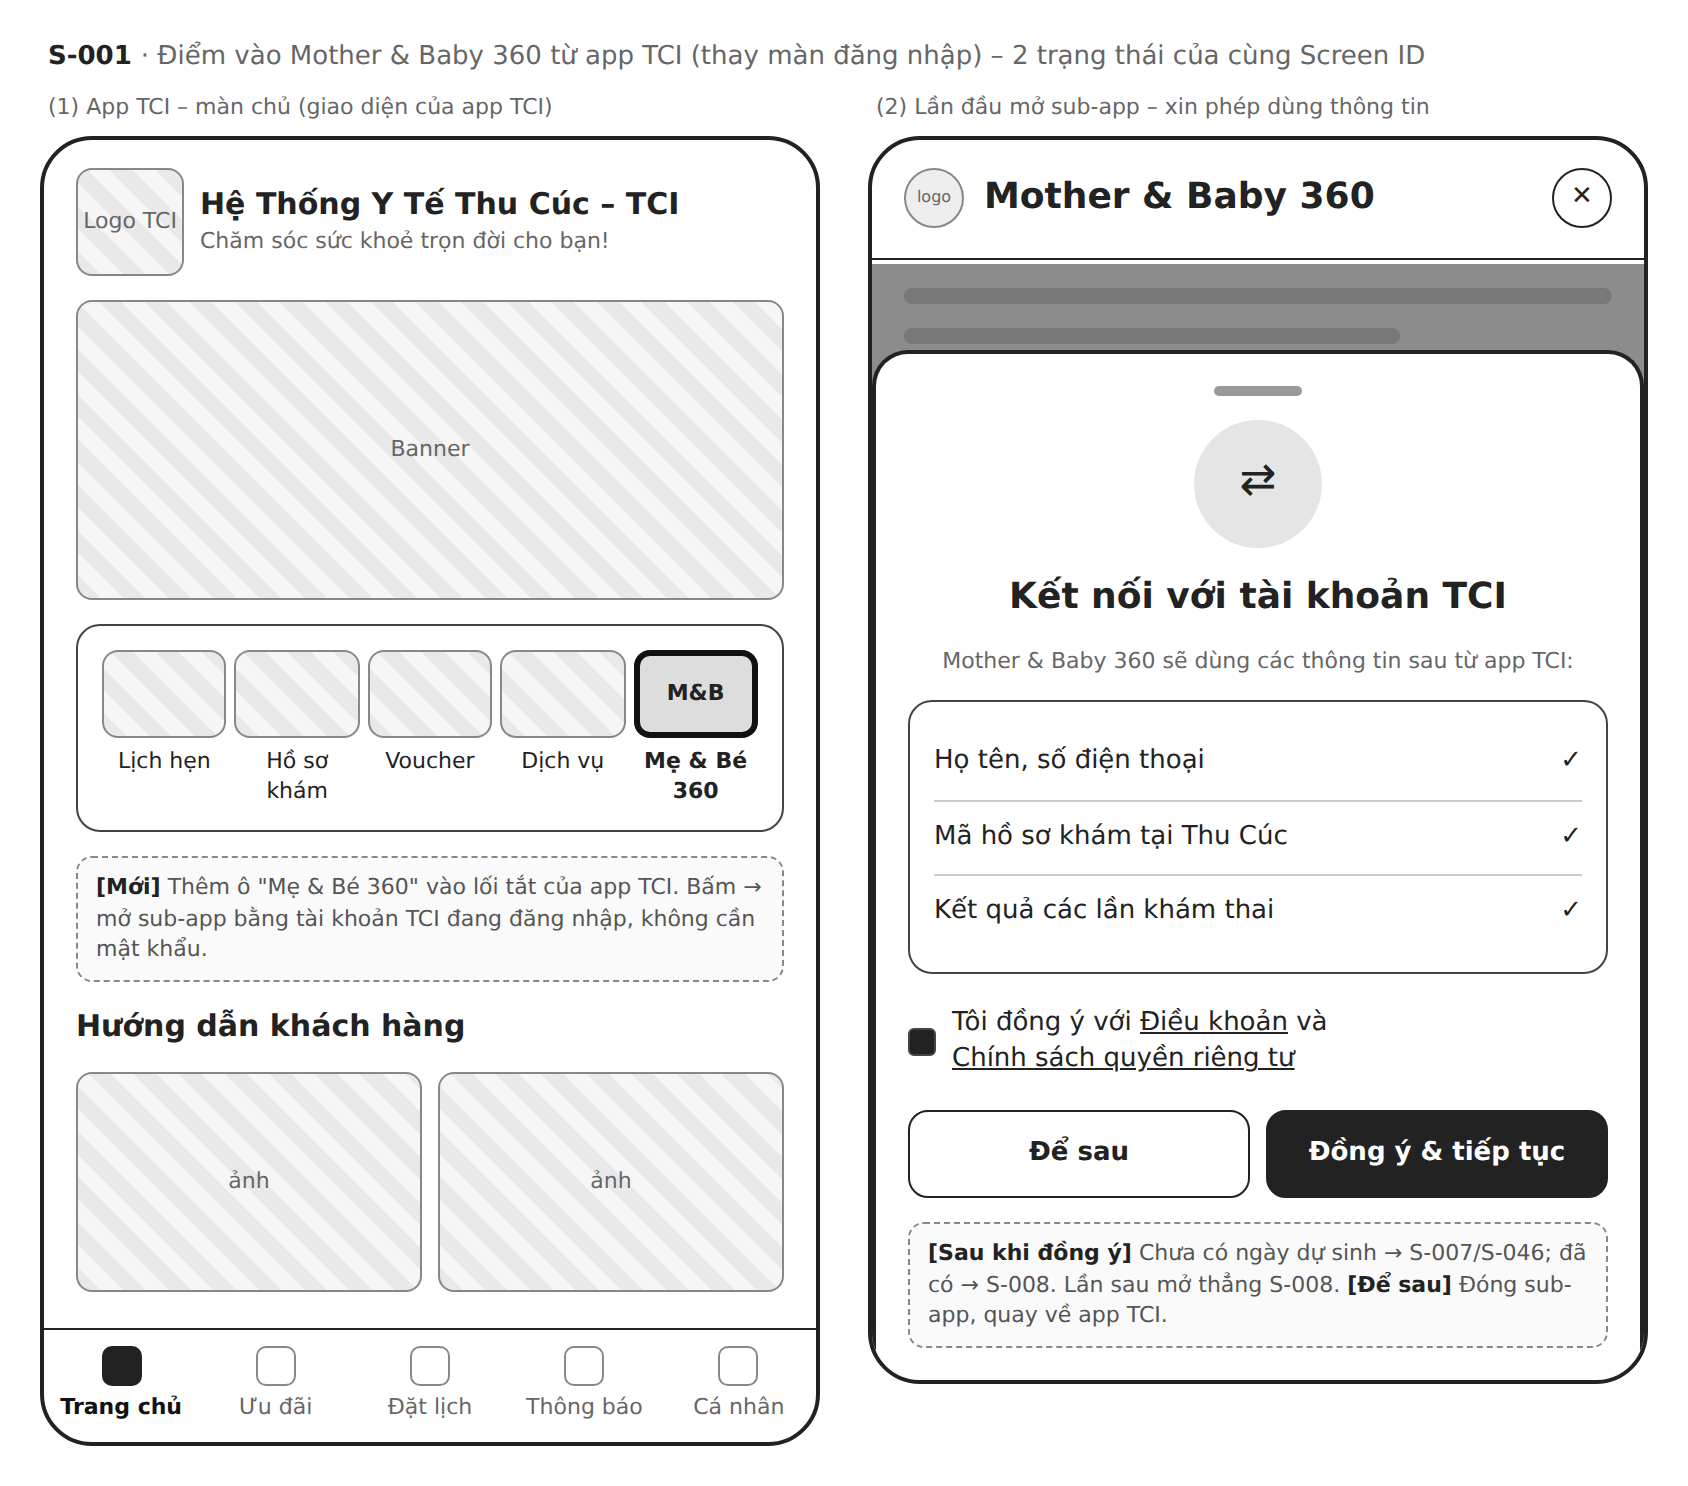 S-001 · Điểm vào Mother & Baby 360 từ app TCI (thay màn đăng nhập) – 2 trạng thái của cùng Screen ID
(1) App TCI – màn chủ (giao diện của app TCI)
Logo TCI
Hệ Thống Y Tế Thu Cúc – TCI
Chăm sóc sức khoẻ trọn đời cho bạn!
Banner
M&B
Lịch hẹn
Hồ sơ
khám
Voucher
Dịch vụ
Mẹ & Bé
360
[Mới] Thêm ô "Mẹ & Bé 360" vào lối tắt của app TCI. Bấm →
mở sub-app bằng tài khoản TCI đang đăng nhập, không cần
mật khẩu.
Hướng dẫn khách hàng
ảnh
ảnh
Trang chủ
Ưu đãi
Đặt lịch
Thông báo
Cá nhân
(2) Lần đầu mở sub-app – xin phép dùng thông tin
logo
Mother & Baby 360
✕
⇄
Kết nối với tài khoản TCI
Mother & Baby 360 sẽ dùng các thông tin sau từ app TCI:
Họ tên, số điện thoại ✓
Mã hồ sơ khám tại Thu Cúc ✓
Kết quả các lần khám thai ✓
Tôi đồng ý với Điều khoản và
Chính sách quyền riêng tư
Để sau
Đồng ý & tiếp tục
[Sau khi đồng ý] Chưa có ngày dự sinh → S-007/S-046; đã
có → S-008. Lần sau mở thẳng S-008. [Để sau] Đóng sub-
app, quay về app TCI.